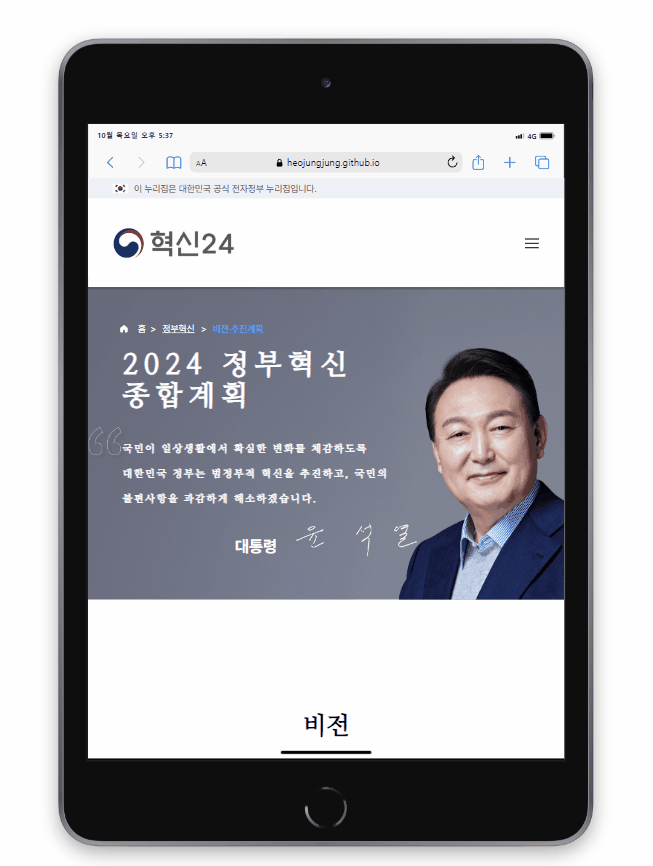 10월 목요일 오후 5:37
4G
AA
heojungjung.github.io
이 누리집은 대한민국 공식 전자정부 누리집입니다.
혁신24
홈 > 정부혁신 > 비전·추진계획
2024 정부혁신
종합계획
“국민이 일상생활에서 확실한 변화를 체감하도록
대한민국 정부는 범정부적 혁신을 추진하고, 국민의
불편사항을 과감하게 해소하겠습니다.
대통령 윤석열
비전